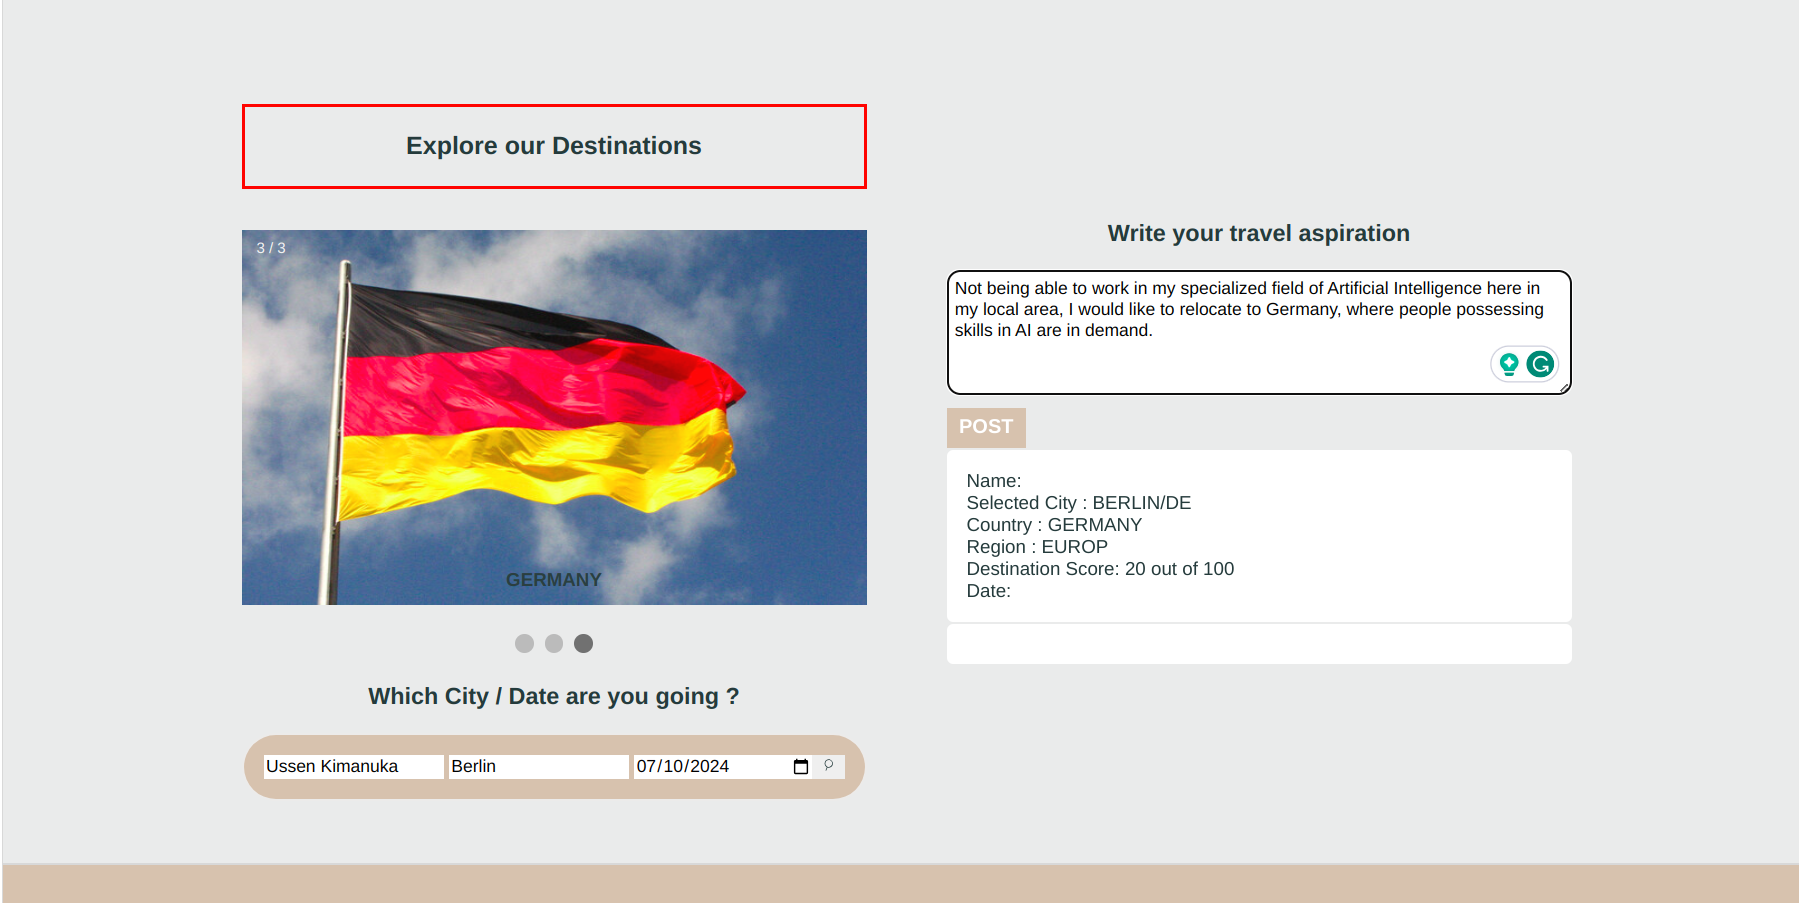 Explore our Destinations
3 / 3
GERMANY
Which City / Date are you going ?
Ussen Kimanuka
Berlin
07/10/2024
Write your travel aspiration
Not being able to work in my specialized field of Artificial Intelligence here in
my local area, I would like to relocate to Germany, where people possessing
skills in AI are in demand.
POST
Name:
Selected City : BERLIN/DE
Country : GERMANY
Region : EUROP
Destination Score: 20 out of 100
Date: